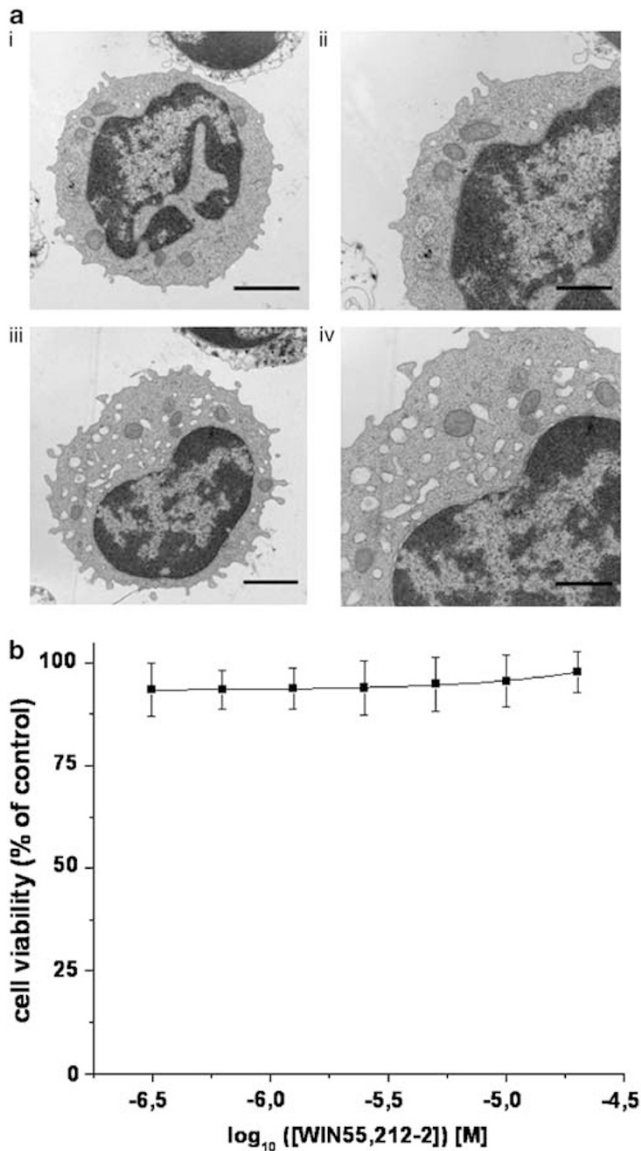 a
i
ii
iii
iv
b
cell viability (% of control)
100
75
50
25
0
-6,5 -6,0 -5,5 -5,0 -4,5
log₁₀ ([WIN55,212-2]) [M]